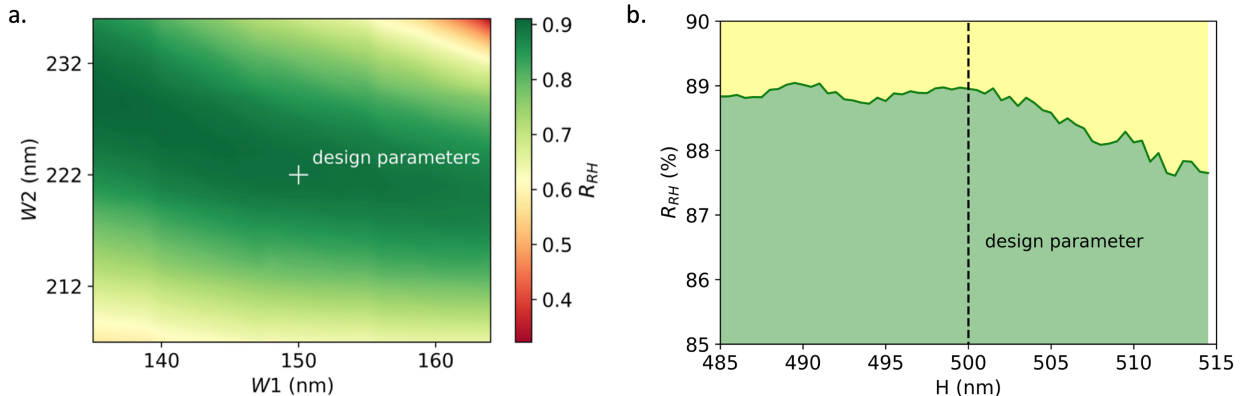 a.
232
222
212
W2 (nm)
design parameters
140
150
160
W1 (nm)
0.9
0.8
0.7
0.6
0.5
0.4
R_RH
b.
90
89
88
87
86
85
R_RH (%)
design parameter
485
490
495
500
505
510
515
H (nm)